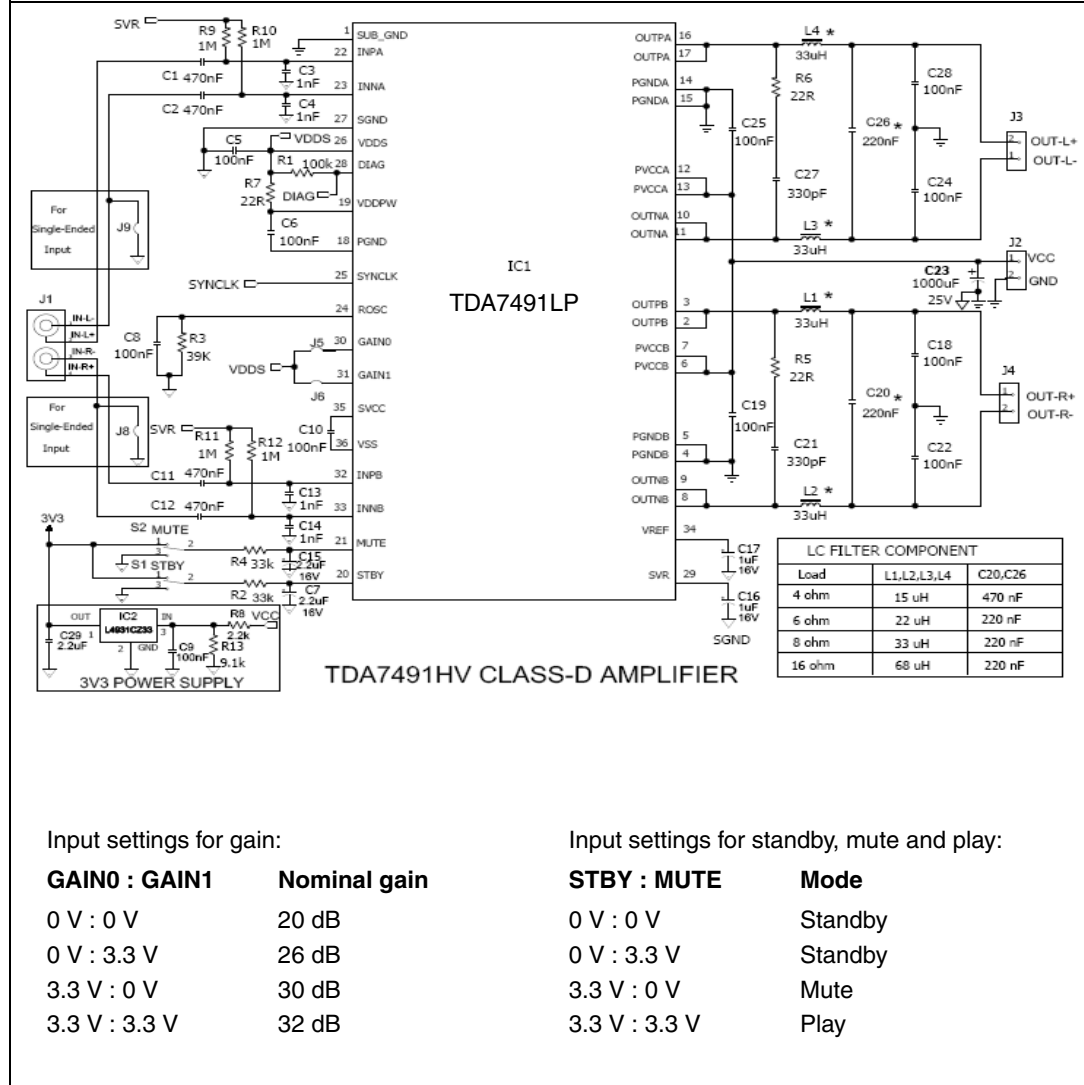 SVR
R9
1M
R10
1M
C1 470nF
C2 470nF
C3
1nF
C4
1nF
C5
100nF
VDDS
R1
100k
R7
22R
DIAG
C6
100nF
For
Single-Ended
Input
J9
SYNCLK
J1
IN-L-
IN-L+
IN-R-
IN-R+
C8
100nF
R3
39K
VDDS
J5
J6
For
Single-Ended
Input
J8
SVR
R11
1M
R12
1M
C10
100nF
C11 470nF
C12 470nF
C13
1nF
C14
1nF
3V3
S2 MUTE
1
2
3
S1 STBY
1
2
3
R4 33k
C15
2.2uF
16V
R2 33k
C7
2.2uF
16V
OUT
IC2
IN
L4931CZ33
1
2
GND
3
C29
2.2uF
C9
100nF
R8
2.2k
VCC
R13
9.1k
3V3 POWER SUPPLY
1 SUB_GND
22 INPA
23 INNA
27 SGND
26 VDDS
28 DIAG
19 VDDPW
18 PGND
25 SYNCLK
24 ROSC
30 GAIN0
31 GAIN1
35 SVCC
36 VSS
32 INPB
33 INNB
21 MUTE
20 STBY
IC1
TDA7491LP
OUTPA 16
OUTPA 17
PGNDA 14
PGNDA 15
PVCCA 12
PVCCA 13
OUTNA 10
OUTNA 11
OUTPB 3
OUTPB 2
PVCCB 7
PVCCB 6
PGNDB 5
PGNDB 4
OUTNB 9
OUTNB 8
VREF 34
SVR 29
L4 *
33uH
R6
22R
C28
100nF
C25
100nF
C26 *
220nF
C27
330pF
C24
100nF
L3 *
33uH
J3
2
1
OUT-L+
OUT-L-
J2
1
2
VCC
GND
C23
+
1000uF
25V
L1 *
33uH
R5
22R
C18
100nF
C19
100nF
C20 *
220nF
C21
330pF
C22
100nF
L2 *
33uH
J4
1
2
OUT-R+
OUT-R-
C17
1uF
16V
C16
1uF
16V
SGND
LC FILTER COMPONENT
Load L1,L2,L3,L4 C20,C26
4 ohm 15 uH 470 nF
6 ohm 22 uH 220 nF
8 ohm 33 uH 220 nF
16 ohm 68 uH 220 nF
TDA7491HV CLASS-D AMPLIFIER
Input settings for gain:
GAIN0 : GAIN1 Nominal gain
0 V : 0 V 20 dB
0 V : 3.3 V 26 dB
3.3 V : 0 V 30 dB
3.3 V : 3.3 V 32 dB
Input settings for standby, mute and play:
STBY : MUTE Mode
0 V : 0 V Standby
0 V : 3.3 V Standby
3.3 V : 0 V Mute
3.3 V : 3.3 V Play